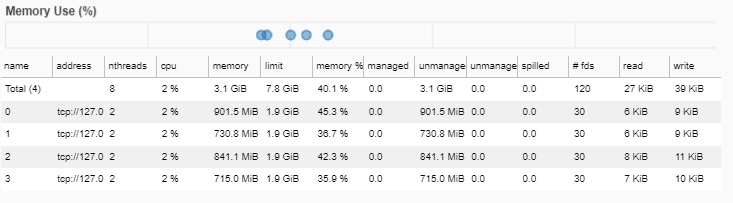 Memory Use (%)
name address nthreads cpu memory limit memory % managed unmanage unmanage spilled # fds read write
Total (4) 8 2 % 3.1 GiB 7.8 GiB 40.1 % 0.0 3.1 GiB 0.0 0.0 120 27 KiB 39 KiB
0 tcp://127.0 2 2 % 901.5 MiB 1.9 GiB 45.3 % 0.0 901.5 MiB 0.0 0.0 30 6 KiB 9 KiB
1 tcp://127.0 2 2 % 730.8 MiB 1.9 GiB 36.7 % 0.0 730.8 MiB 0.0 0.0 30 6 KiB 9 KiB
2 tcp://127.0 2 2 % 841.1 MiB 1.9 GiB 42.3 % 0.0 841.1 MiB 0.0 0.0 30 8 KiB 11 KiB
3 tcp://127.0 2 2 % 715.0 MiB 1.9 GiB 35.9 % 0.0 715.0 MiB 0.0 0.0 30 7 KiB 10 KiB